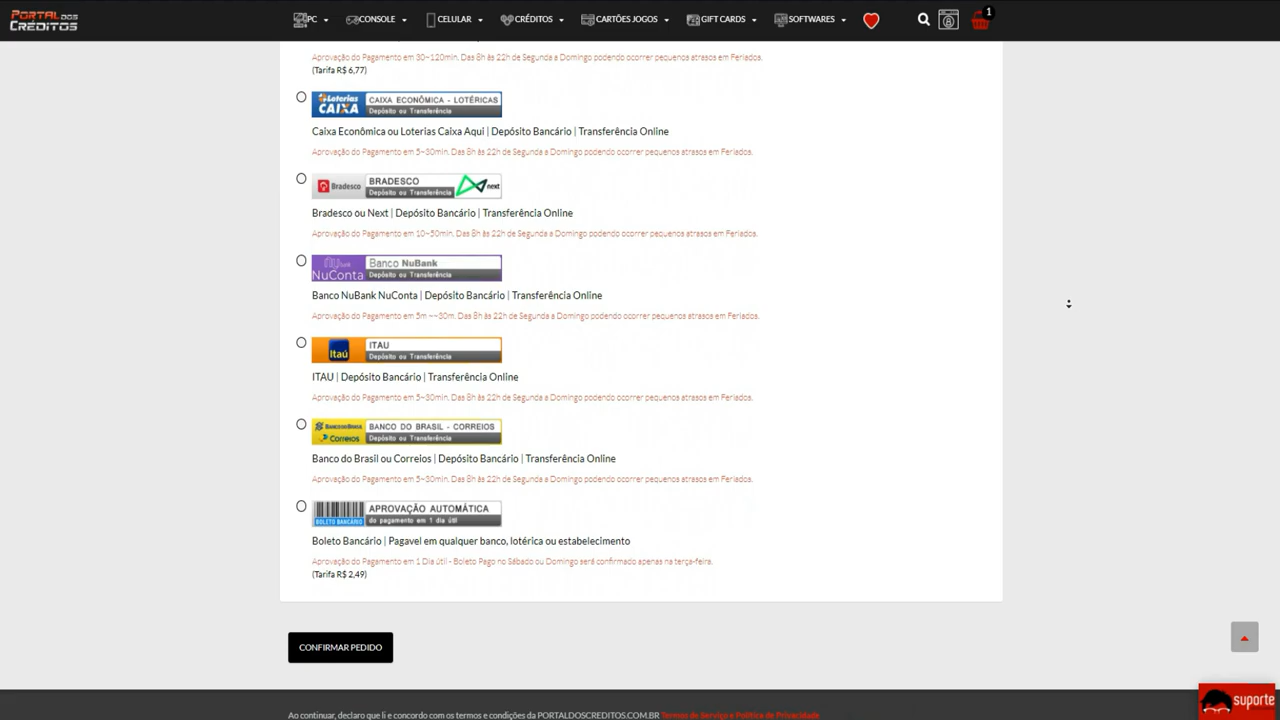 PORTAL DOS
CRÉDITOS
PC
CONSOLE
CELULAR
CRÉDITOS
CARTÕES JOGOS
GIFT CARDS
SOFTWARES
1
Aprovação do Pagamento em 30~120min. Das 8h às 22h de Segunda a Domingo podendo ocorrer pequenos atrasos em Feriados.
(Tarifa R$ 6,77)
Loterias
CAIXA
CAIXA ECONÔMICA - LOTÉRICAS
Depósito ou Transferência
Caixa Econômica ou Loterias Caixa Aqui | Depósito Bancário | Transferência Online
Aprovação do Pagamento em 5~30min. Das 8h às 22h de Segunda a Domingo podendo ocorrer pequenos atrasos em Feriados.
Bradesco
BRADESCO
Depósito ou Transferência
next
Bradesco ou Next | Depósito Bancário | Transferência Online
Aprovação do Pagamento em 10~50min. Das 8h às 22h de Segunda a Domingo podendo ocorrer pequenos atrasos em Feriados.
NuConta
Banco NuBank
Depósito ou Transferência
Banco NuBank NuConta | Depósito Bancário | Transferência Online
Aprovação do Pagamento em 5m ~~30m. Das 8h às 22h de Segunda a Domingo podendo ocorrer pequenos atrasos em Feriados.
Itaú
ITAU
Depósito ou Transferência
ITAU | Depósito Bancário | Transferência Online
Aprovação do Pagamento em 5~30min. Das 8h às 22h de Segunda a Domingo podendo ocorrer pequenos atrasos em Feriados.
BANCO DO BRASIL
Correios
BANCO DO BRASIL - CORREIOS
Depósito ou Transferência
Banco do Brasil ou Correios | Depósito Bancário | Transferência Online
Aprovação do Pagamento em 5~30min. Das 8h às 22h de Segunda a Domingo podendo ocorrer pequenos atrasos em Feriados.
BOLETO BANCÁRIO
APROVAÇÃO AUTOMÁTICA
do pagamento em 1 dia útil
Boleto Bancário | Pagavel em qualquer banco, lotérica ou estabelecimento
Aprovação do Pagamento em 1 Dia útil - Boleto Pago no Sábado ou Domingo será confirmado apenas na terça-feira.
(Tarifa R$ 2,49)
CONFIRMAR PEDIDO
suporte
Ao continuar, declaro que li e concordo com os termos e condições da PORTALDOSCREDITOS.COM.BR Termos de Serviço e Política de Privacidade